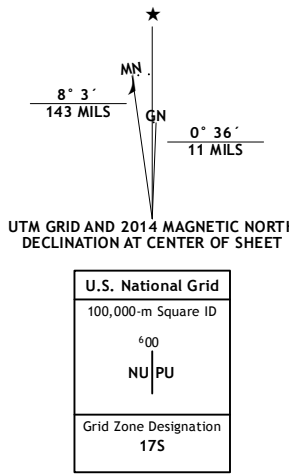 ★
MN
GN
8° 3´
143 MILS
0° 36´
11 MILS
UTM GRID AND 2014 MAGNETIC NORTH
DECLINATION AT CENTER OF SHEET
U.S. National Grid
100,000-m Square ID
⁶00
NU PU
Grid Zone Designation
17S